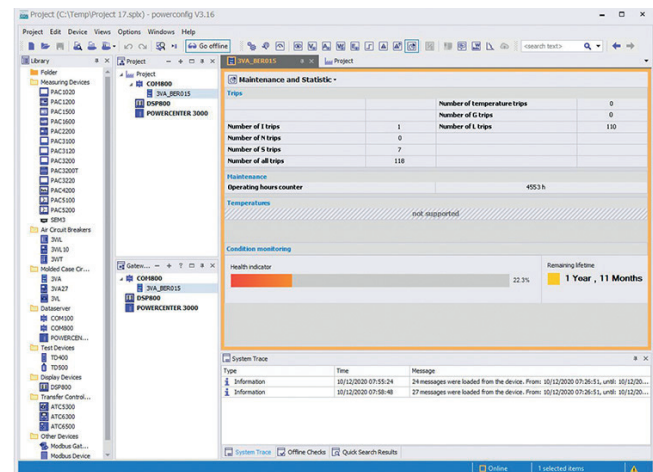 Project (C:\Temp\Project 17.splx) - powerconfig V3.16
Project Edit Device Views Options Windows Help
Go offline
<search text>
Library
Folder
Measuring Devices
PAC1020
PAC1200
PAC1500
PAC1600
PAC2200
PAC3100
PAC3120
PAC3200
PAC3200T
PAC3220
PAC4200
PAC5100
PAC5200
SEM3
Air Circuit Breakers
3WL
3WL10
3WT
Molded Case Cir...
3VA
3VA27
3VL
Dataserver
COM100
COM800
POWERCEN...
Test Devices
TD400
TD500
Display Devices
DSP800
Transfer Control...
ATC5300
ATC6300
ATC6500
Other Devices
Modbus Gat...
Modbus Device
Project
Project
COM800
3VA_BER015
DSP800
POWERCENTER 3000
Gatew...
COM800
3VA_BER015
DSP800
POWERCENTER 3000
3VA_BER015
Project
Maintenance and Statistic
Trips
Number of temperature trips 0
Number of G trips 0
Number of I trips 1 Number of L trips 110
Number of N trips 0
Number of S trips 7
Number of all trips 118
Maintenance
Operating hours counter 4553 h
Temperatures
not supported
Condition monitoring
Health indicator
22.3%
Remaining lifetime
1 Year , 11 Months
System Trace
Type Time Message
Information 10/12/2020 07:55:24 24 messages were loaded from the device. From: 10/12/2020 07:26:51, until: 10/12/20...
Information 10/12/2020 07:58:48 27 messages were loaded from the device. From: 10/12/2020 07:26:51, until: 10/12/20...
System Trace Offline Checks Quick Search Results
Online 1 selected items